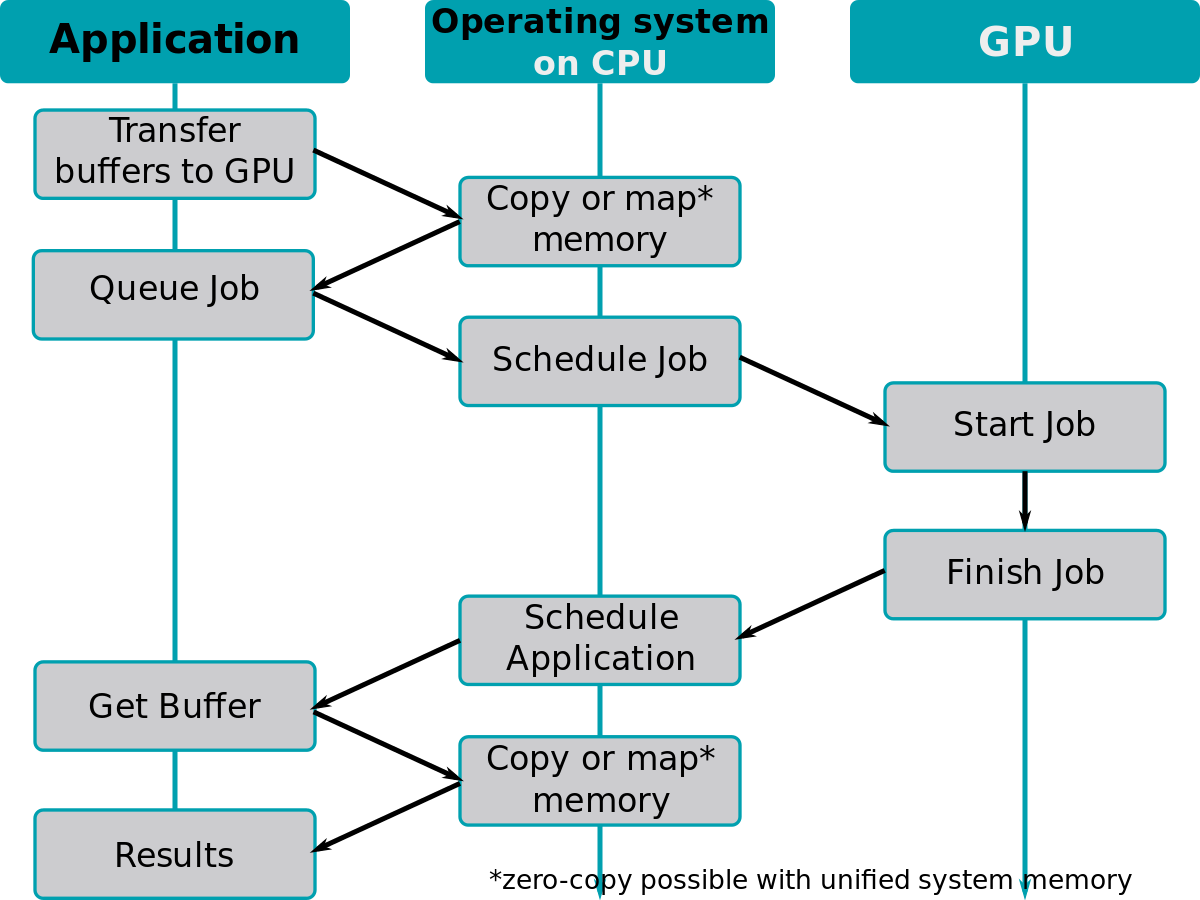 Application
Operating system
on CPU
GPU
Transfer
buffers to GPU
Copy or map*
memory
Queue Job
Schedule Job
Start Job
Finish Job
Schedule
Application
Get Buffer
Copy or map*
memory
Results
*zero-copy possible with unified system memory